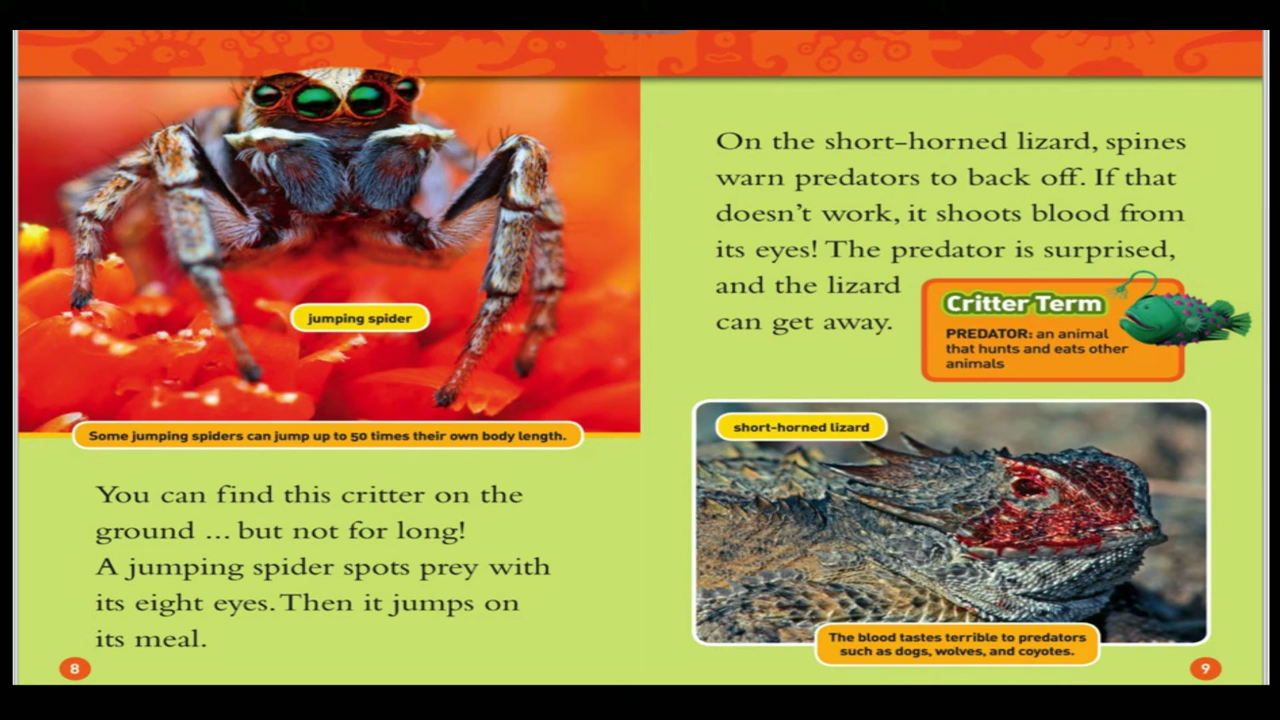 jumping spider
Some jumping spiders can jump up to 50 times their own body length.
You can find this critter on the
ground ... but not for long!
A jumping spider spots prey with
its eight eyes. Then it jumps on
its meal.
8
On the short-horned lizard, spines
warn predators to back off. If that
doesn't work, it shoots blood from
its eyes! The predator is surprised,
and the lizard
can get away.
Critter Term
PREDATOR: an animal
that hunts and eats other
animals
short-horned lizard
The blood tastes terrible to predators
such as dogs, wolves, and coyotes.
9